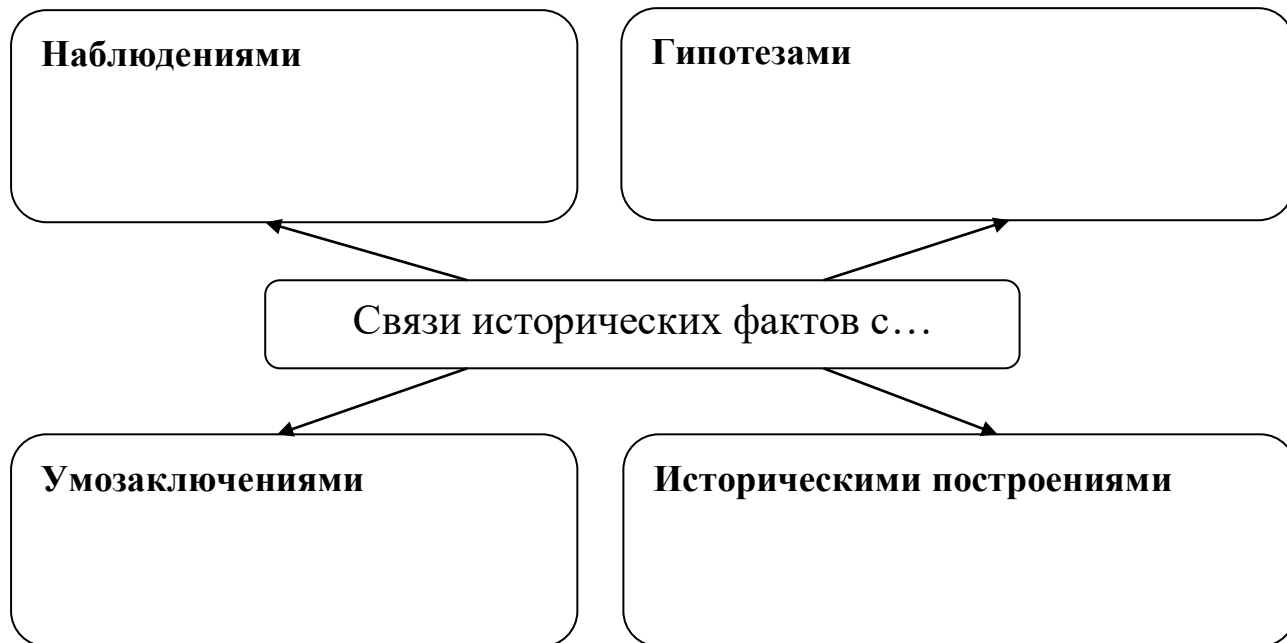 Наблюдениями
Гипотезами
Связи исторических фактов с…
Умозаключениями
Историческими построениями